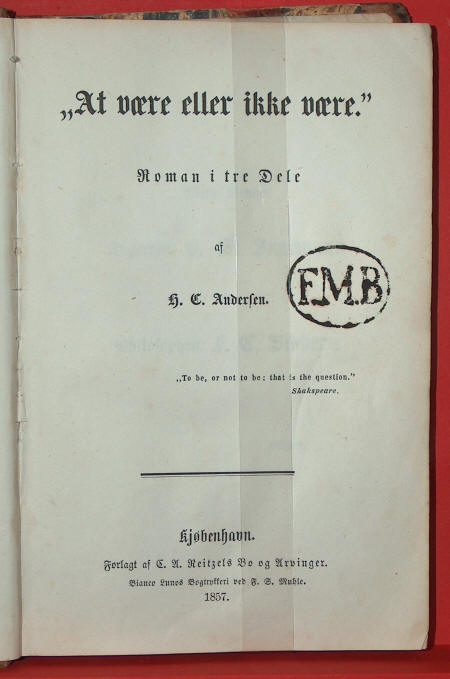 „At være eller ikke være.”
Roman i tre Dele
af
H. C. Andersen.
F.M.B
„To be, or not to be: that is the question.”
Shakspeare.
Kjøbenhavn.
Forlagt af C. A. Reitzels Bo og Arvinger.
Bianco Lunos Bogtrykkeri ved F. S. Muhle.
1857.